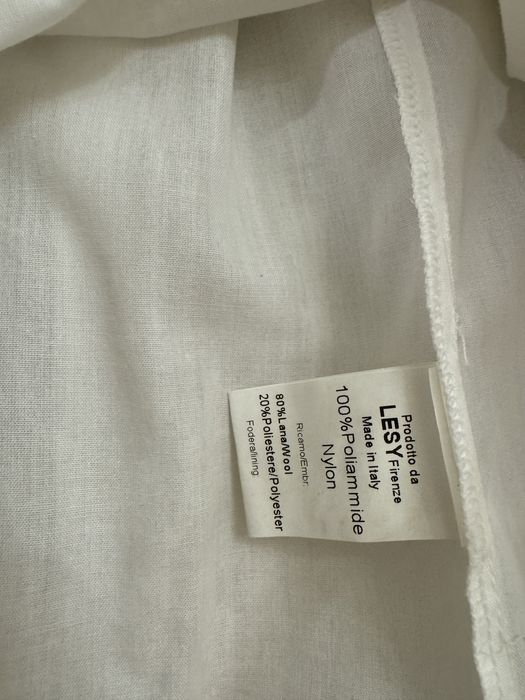 Prodotto da
LESY Firenze
Made in Italy
100%Poliammide
Nylon
Ricamo/Embr.
80%Lana/Wool
20%Poliestere/Polyester
Fodera/lining